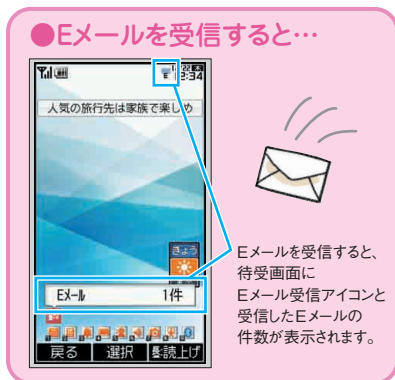 ●Eメールを受信すると…
12:34
人気の旅行先は家族で楽しめ
きょう
Eメール 1件
戻る 選択 読上げ
Eメールを受信すると、
待受画面に
Eメール受信アイコンと
受信したEメールの
件数が表示されます。